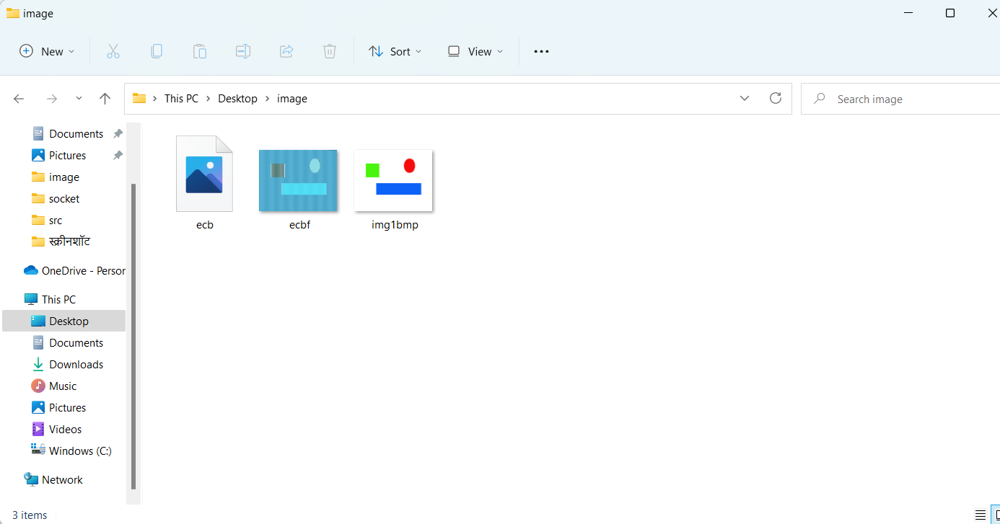 image
New
Sort
View
This PC
Desktop
image
Search image
Documents
Pictures
image
socket
src
स्क्रीनशॉट
OneDrive - Persor
This PC
Desktop
Documents
Downloads
Music
Pictures
Videos
Windows (C:)
Network
ecb
ecbf
img1bmp
3 items